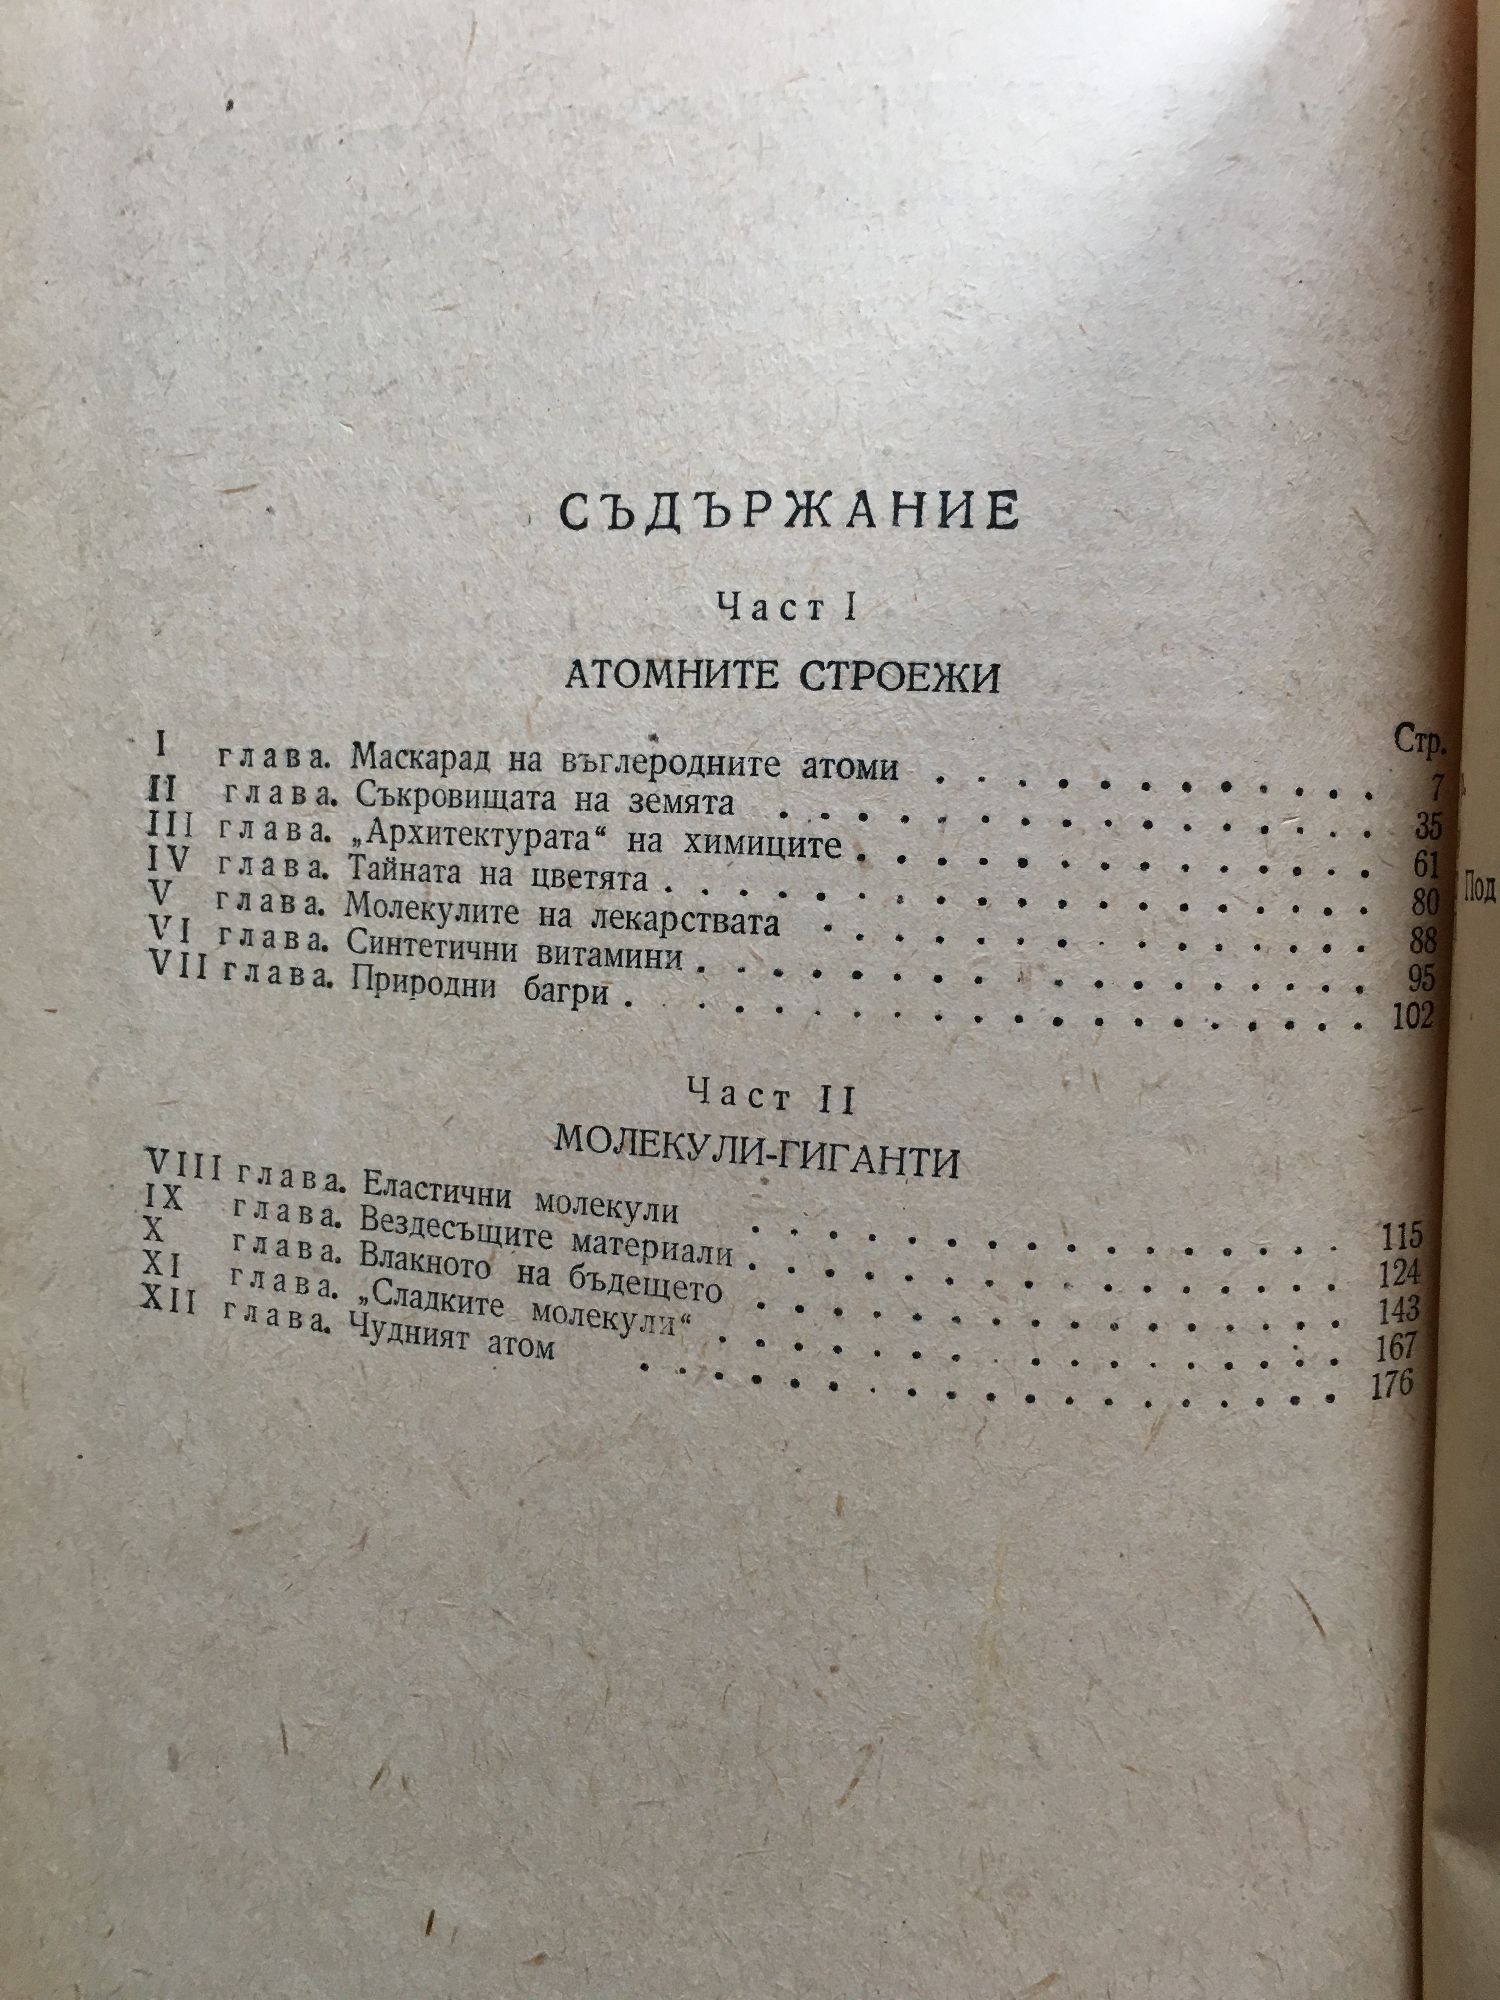 СЪДЪРЖАНИЕ
Част I
АТОМНИТЕ СТРОЕЖИ
Стр.
I глава. Маскарад на въглеродните атоми . . . . . . . . . . . . 7
II глава. Съкровищата на земята . . . . . . . . . . . . . . . 35
III глава. „Архитектурата“ на химиците . . . . . . . . . . . . . 61
IV глава. Тайната на цветята . . . . . . . . . . . . . . . . . . 80
V глава. Молекулите на лекарствата . . . . . . . . . . . . . . 88
VI глава. Синтетични витамини . . . . . . . . . . . . . . . . . 95
VII глава. Природни багри . . . . . . . . . . . . . . . . . . . 102
Част II
МОЛЕКУЛИ-ГИГАНТИ
VIII глава. Еластични молекули . . . . . . . . . . . . . . . . 115
IX глава. Вездесъщите материали . . . . . . . . . . . . . . . . 124
X глава. Влакното на бъдещето . . . . . . . . . . . . . . . . 143
XI глава. „Сладките молекули“ . . . . . . . . . . . . . . . . . 167
XII глава. Чудният атом . . . . . . . . . . . . . . . . . . . 176
Под